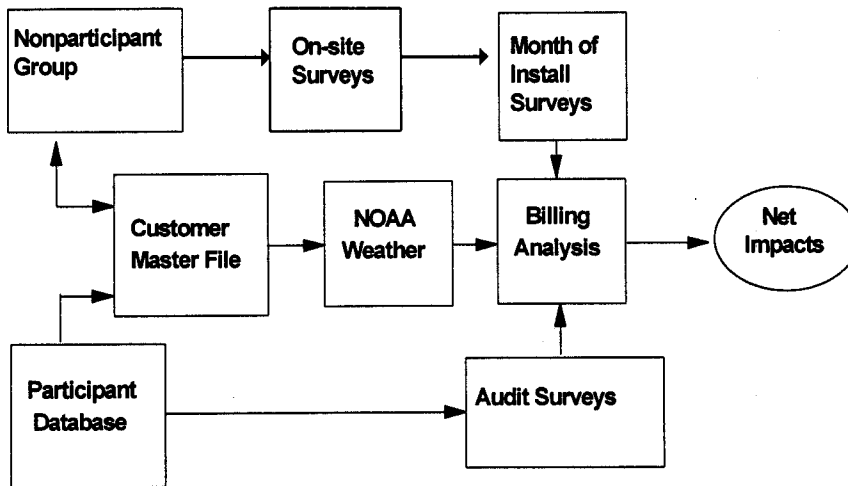 Nonparticipant
Group
On-site
Surveys
Month of
Install
Surveys
Customer
Master File
NOAA
Weather
Billing
Analysis
Net
Impacts
Participant
Database
Audit Surveys